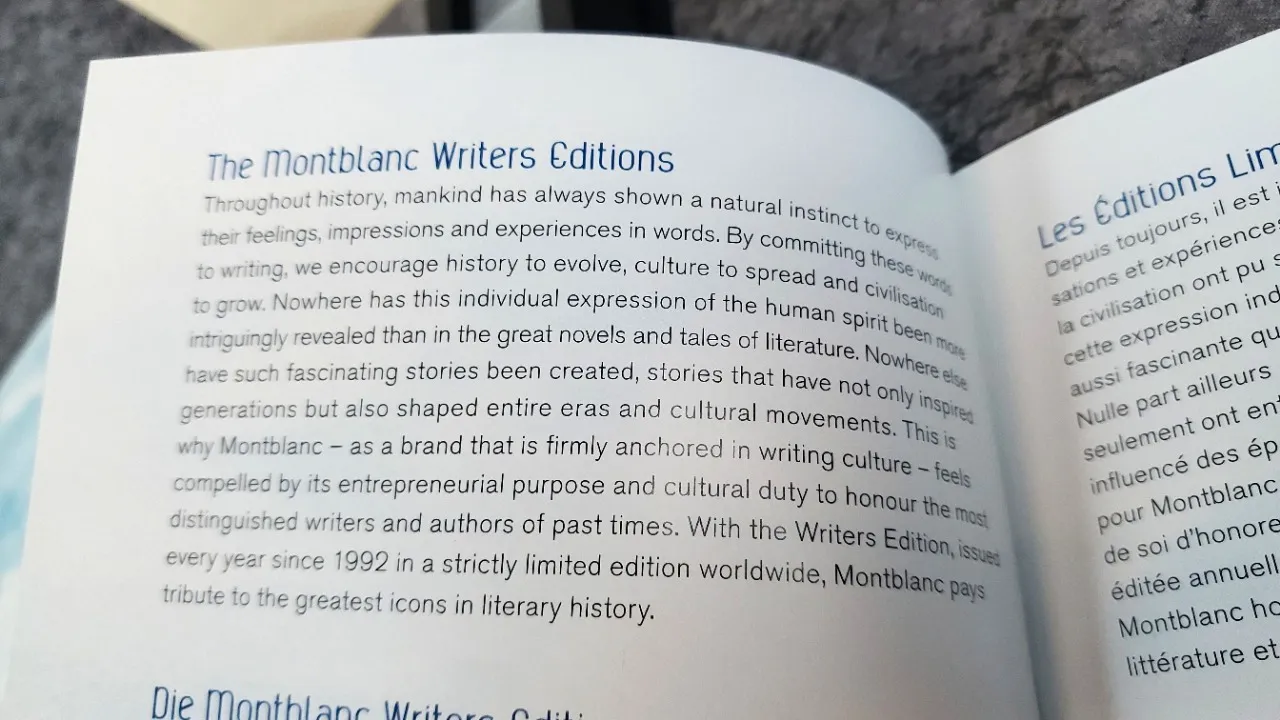 The Montblanc Writers Editions
Throughout history, mankind has always shown a natural instinct to express
their feelings, impressions and experiences in words. By committing these words
to writing, we encourage history to evolve, culture to spread and civilisation
to grow. Nowhere has this individual expression of the human spirit been more
intriguingly revealed than in the great novels and tales of literature. Nowhere else
have such fascinating stories been created, stories that have not only inspired
generations but also shaped entire eras and cultural movements. This is
why Montblanc – as a brand that is firmly anchored in writing culture – feels
compelled by its entrepreneurial purpose and cultural duty to honour the most
distinguished writers and authors of past times. With the Writers Edition, issued
every year since 1992 in a strictly limited edition worldwide, Montblanc pays
tribute to the greatest icons in literary history.
Die Montblanc Writers
Les Éditions
Depuis toujours, il est
sations et expériences
la civilisation ont pu
cette expression
aussi fascinante
Nulle part ailleurs
seulement ont
influencé des
pour Montblanc
de soi d'honore
éditée
Montblanc
littérature et